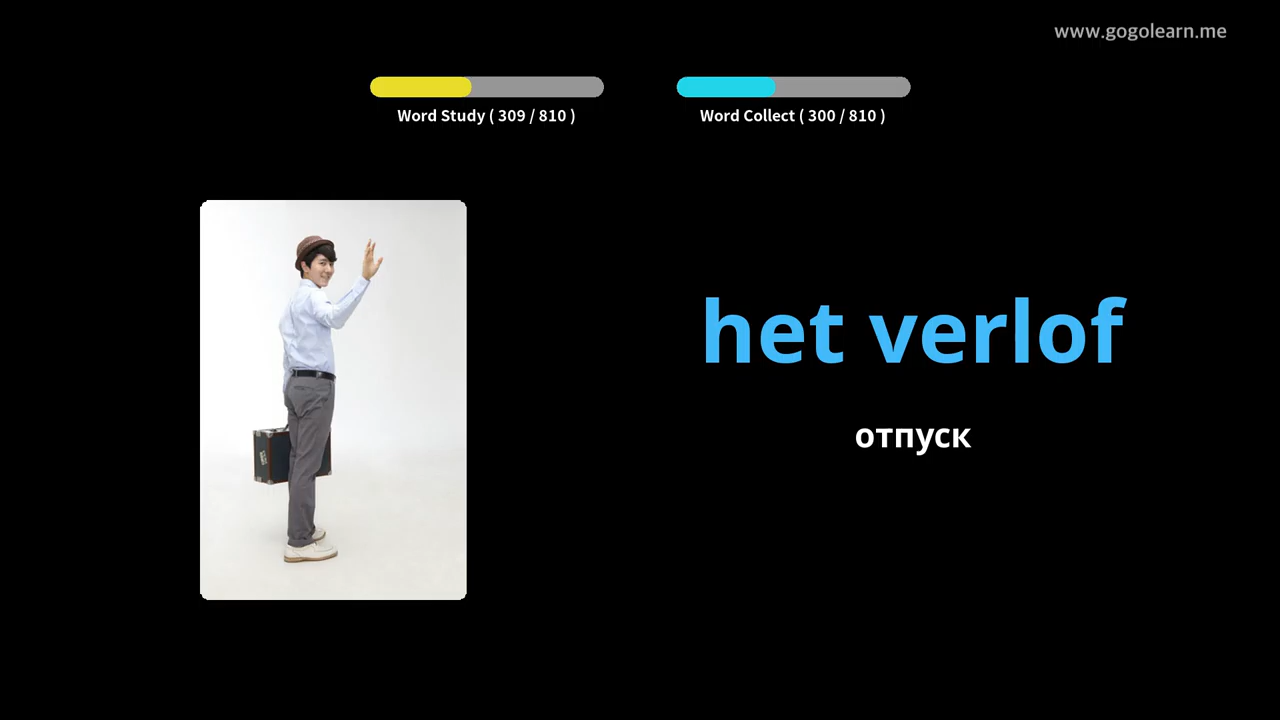 www.gogolearn.me
Word Study ( 309 / 810 )
Word Collect ( 300 / 810 )
het verlof
отпуск